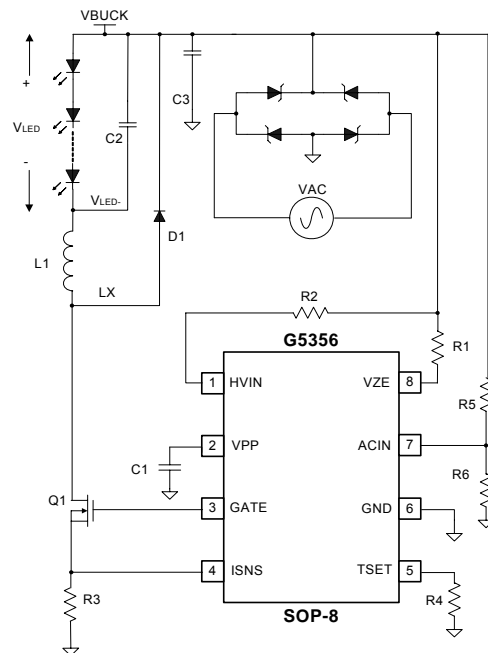 VBUCK
+
VLED
-
C2
C3
VAC
VLED-
L1
D1
LX
R2
G5356
R1
1 HVIN
VZE 8
R5
2 VPP
ACIN 7
C1
R6
Q1
3 GATE
GND 6
4 ISNS
TSET 5
R3
R4
SOP-8